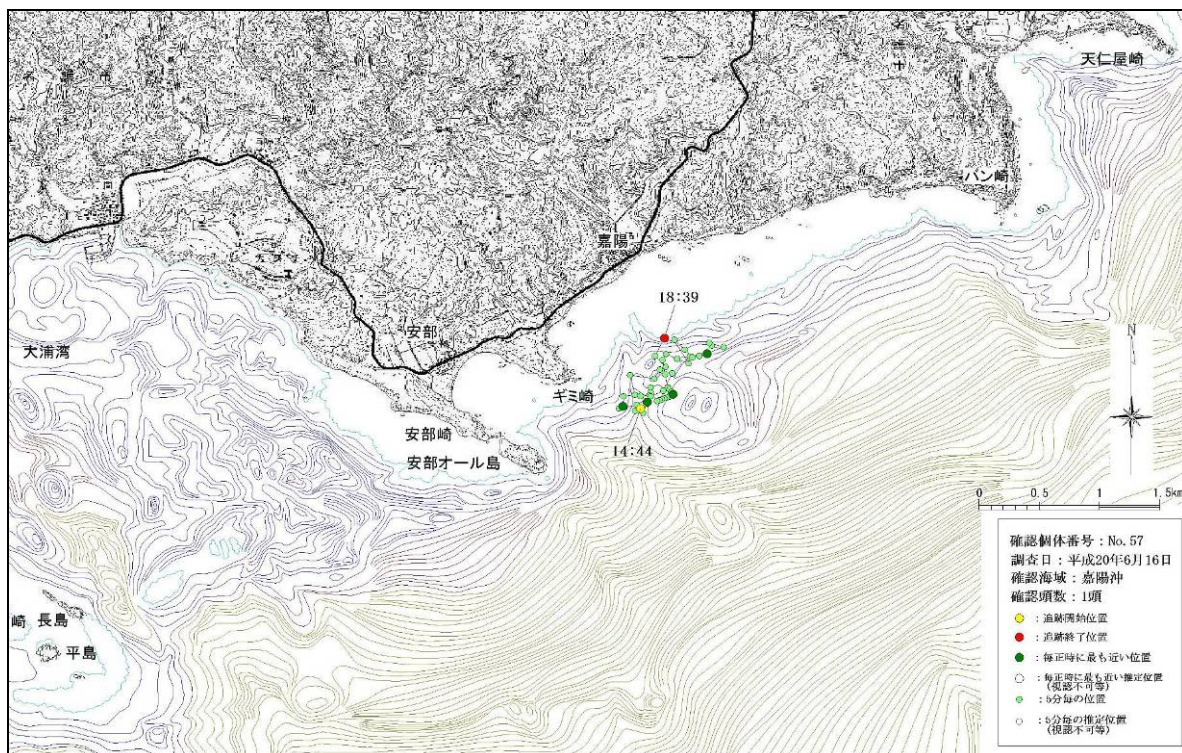 天仁屋崎
バン崎
嘉陽
18:39
安部
大浦湾
ギミ崎
安部崎
14:44
安部オール島
N
0 0.5 1 1.5km
長島
崎
平島
確認個体番号：No.57
調査日：平成20年6月16日
確認海域：嘉陽沖
確認頭数：1頭
：追跡開始位置
：追跡終了位置
：毎正時に最も近い位置
：毎正時に最も近い推定位置
(視認不可等)
：5分毎の位置
：5分毎の推定位置
(視認不可等)